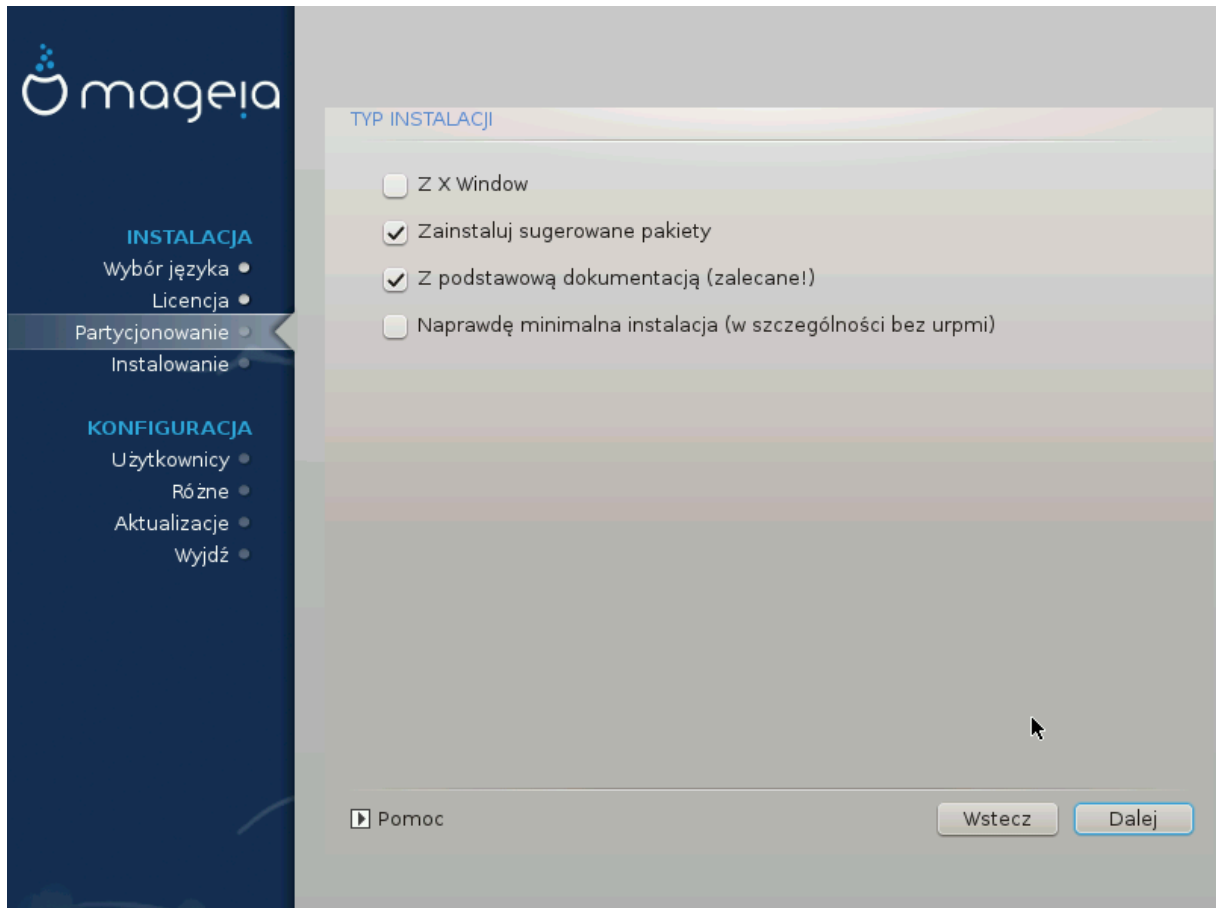 mageia
INSTALACJA
Wybór języka
Licencja
Partycjonowanie
Instalowanie
KONFIGURACJA
Użytkownicy
Różne
Aktualizacje
Wyjdź
TYP INSTALACJI
Z X Window
Zainstaluj sugerowane pakiety
Z podstawową dokumentacją (zalecane!)
Naprawdę minimalna instalacja (w szczególności bez urpmi)
Pomoc
Wstecz
Dalej